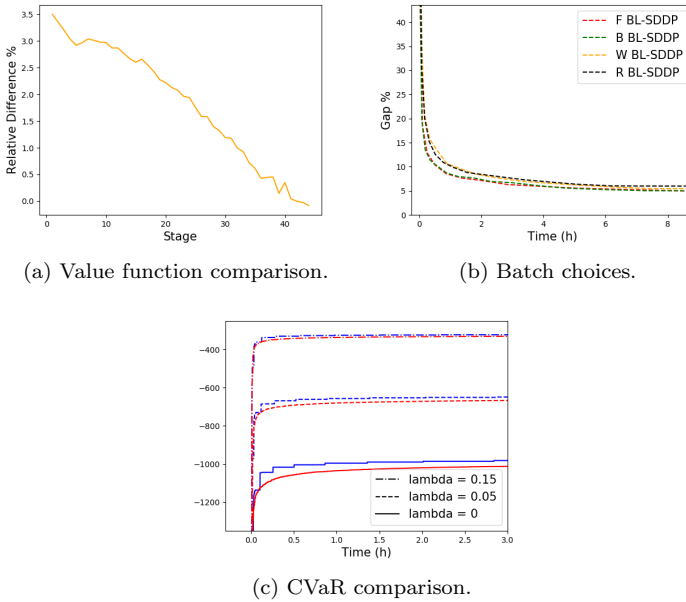 3.5
3.0
2.5
2.0
1.5
1.0
0.5
0.0
Relative Difference %
0 10 20 30 40
Stage
(a) Value function comparison.
40
35
30
25
20
15
10
5
0
Gap %
F BL-SDDP
B BL-SDDP
W BL-SDDP
R BL-SDDP
0 2 4 6 8
Time (h)
(b) Batch choices.
−400
−600
−800
−1000
−1200
lambda = 0.15
lambda = 0.05
lambda = 0
0.0 0.5 1.0 1.5 2.0 2.5 3.0
Time (h)
(c) CVaR comparison.